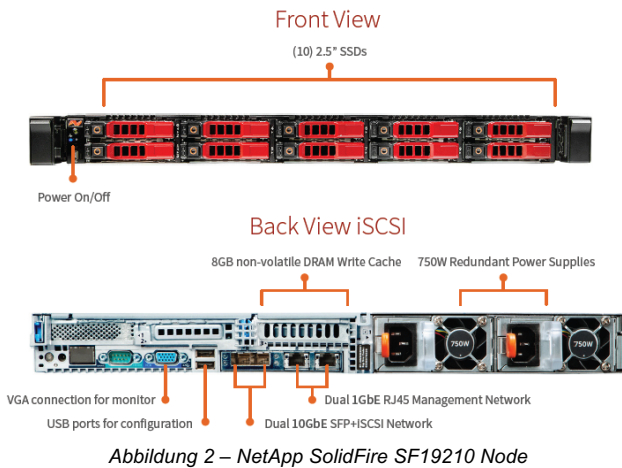 Front View
(10) 2.5" SSDs
Power On/Off
Back View iSCSI
8GB non-volatile DRAM Write Cache
750W Redundant Power Supplies
750W
750W
VGA connection for monitor
Dual 1GbE RJ45 Management Network
USB ports for configuration
Dual 10GbE SFP+iSCSI Network
Abbildung 2 – NetApp SolidFire SF19210 Node